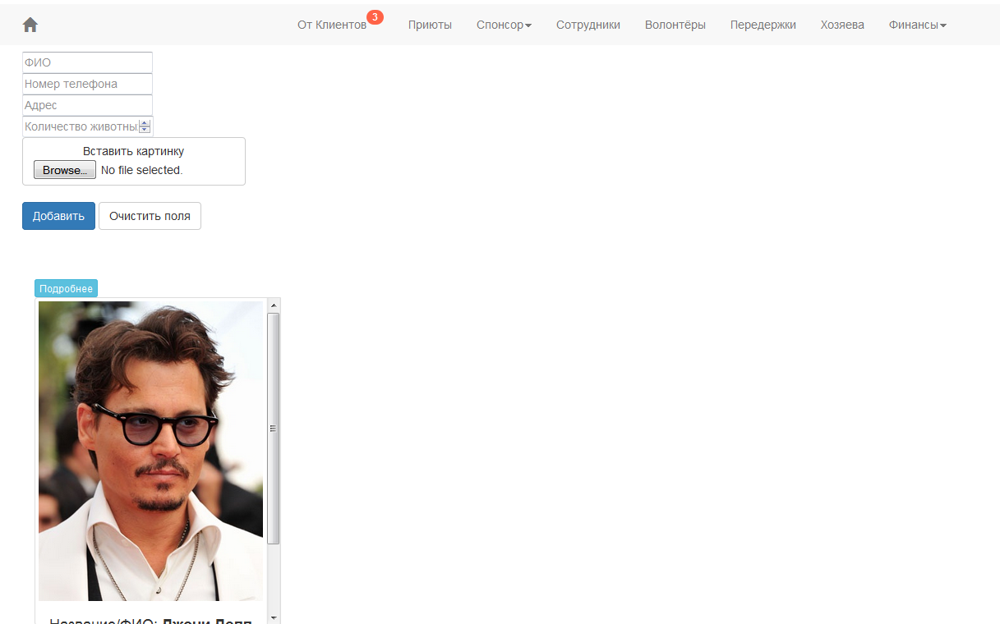 От Клиентов 3 Приюты Спонсор Сотрудники Волонтёры Передержки Хозяева Финансы
ФИО
Номер телефона
Адрес
Количество животны
Вставить картинку
Browse... No file selected.
Добавить Очистить поля
Подробнее
Название/ФИО: Джони Депп